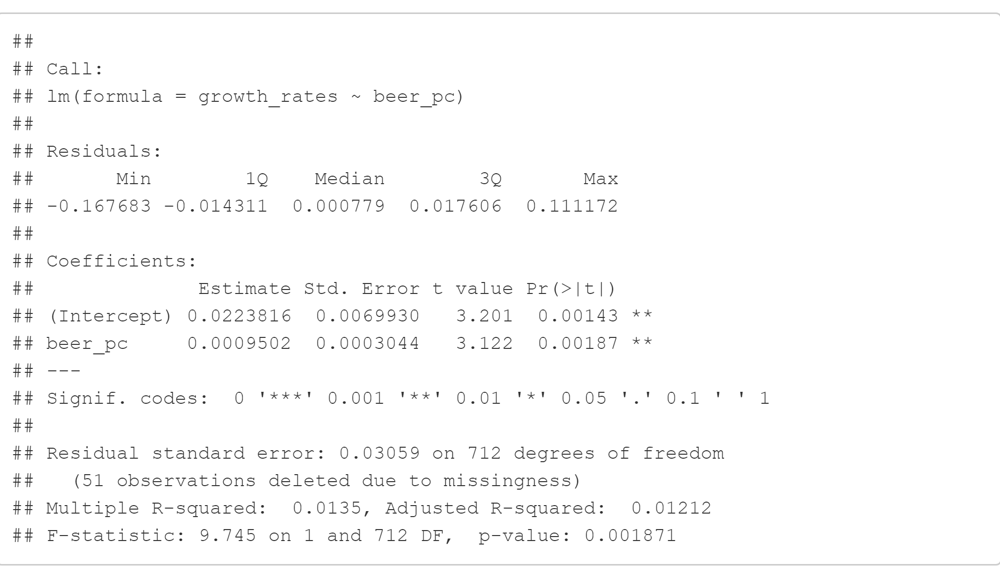 ##
## Call:
## lm(formula = growth_rates ~ beer_pc)
##
## Residuals:
##       Min        1Q    Median        3Q       Max
## -0.167683 -0.014311  0.000779  0.017606  0.111172
##
## Coefficients:
##              Estimate Std. Error t value Pr(>|t|)
## (Intercept) 0.0223816  0.0069930   3.201  0.00143 **
## beer_pc     0.0009502  0.0003044   3.122  0.00187 **
## ---
## Signif. codes:  0 '***' 0.001 '**' 0.01 '*' 0.05 '.' 0.1 ' ' 1
##
## Residual standard error: 0.03059 on 712 degrees of freedom
##   (51 observations deleted due to missingness)
## Multiple R-squared:  0.0135, Adjusted R-squared:  0.01212
## F-statistic: 9.745 on 1 and 712 DF,  p-value: 0.001871